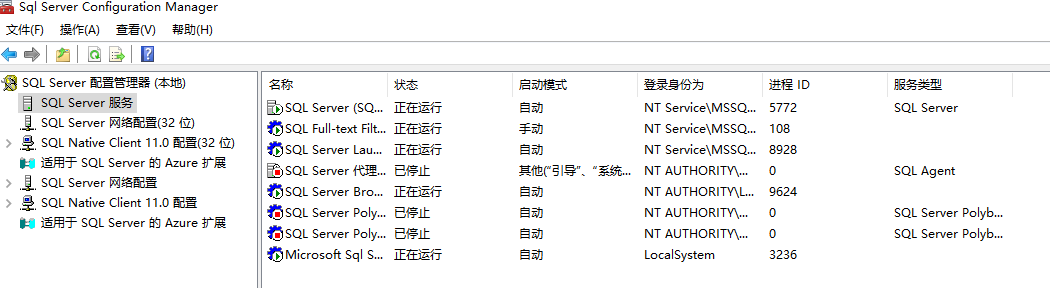 Sql Server Configuration Manager
文件(F) 操作(A) 查看(V) 帮助(H)
SQL Server 配置管理器 (本地)
SQL Server 服务
SQL Server 网络配置(32 位)
SQL Native Client 11.0 配置(32 位)
适用于 SQL Server 的 Azure 扩展
SQL Server 网络配置
SQL Native Client 11.0 配置
适用于 SQL Server 的 Azure 扩展
名称 状态 启动模式 登录身份为 进程 ID 服务类型
SQL Server (SQ... 正在运行 自动 NT Service\MSSQ... 5772 SQL Server
SQL Full-text Filt... 正在运行 手动 NT Service\MSSQ... 108
SQL Server Lau... 正在运行 自动 NT Service\MSSQ... 8928
SQL Server 代理... 已停止 其他("引导"、"系统... NT AUTHORITY\... 0 SQL Agent
SQL Server Bro... 正在运行 自动 NT AUTHORITY\L... 9624
SQL Server Poly... 已停止 自动 NT AUTHORITY\... 0 SQL Server Polyb...
SQL Server Poly... 已停止 自动 NT AUTHORITY\... 0 SQL Server Polyb...
Microsoft Sql S... 正在运行 自动 LocalSystem 3236